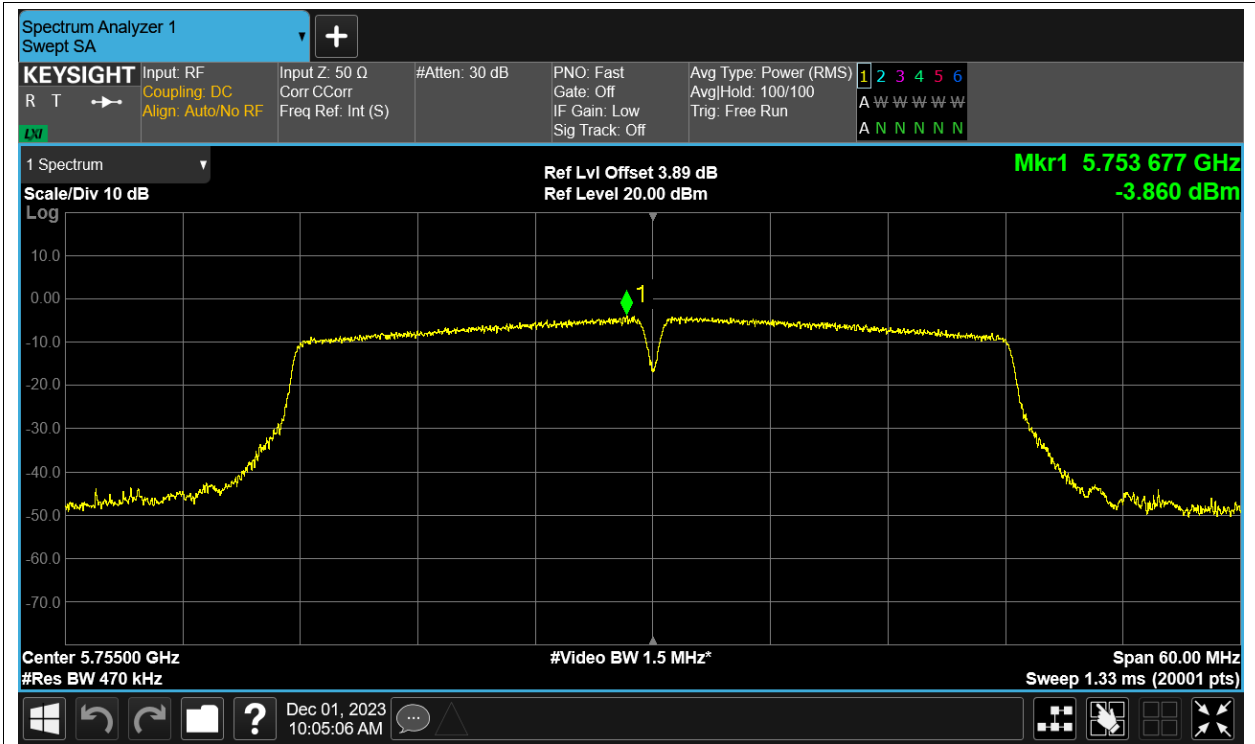 Spectrum Analyzer 1
Swept SA
+
KEYSIGHT
R T
LXI
Input: RF
Coupling: DC
Align: Auto/No RF
Input Z: 50 Ω
Corr CCorr
Freq Ref: Int (S)
#Atten: 30 dB
PNO: Fast
Gate: Off
IF Gain: Low
Sig Track: Off
Avg Type: Power (RMS)
Avg|Hold: 100/100
Trig: Free Run
1 2 3 4 5 6
A W W W W W
A N N N N N
1 Spectrum
Scale/Div 10 dB
Log
Ref Lvl Offset 3.89 dB
Ref Level 20.00 dBm
Mkr1 5.753 677 GHz
-3.860 dBm
10.0
0.00
-10.0
-20.0
-30.0
-40.0
-50.0
-60.0
-70.0
1
Center 5.75500 GHz
#Res BW 470 kHz
#Video BW 1.5 MHz*
Span 60.00 MHz
Sweep 1.33 ms (20001 pts)
?
Dec 01, 2023
10:05:06 AM